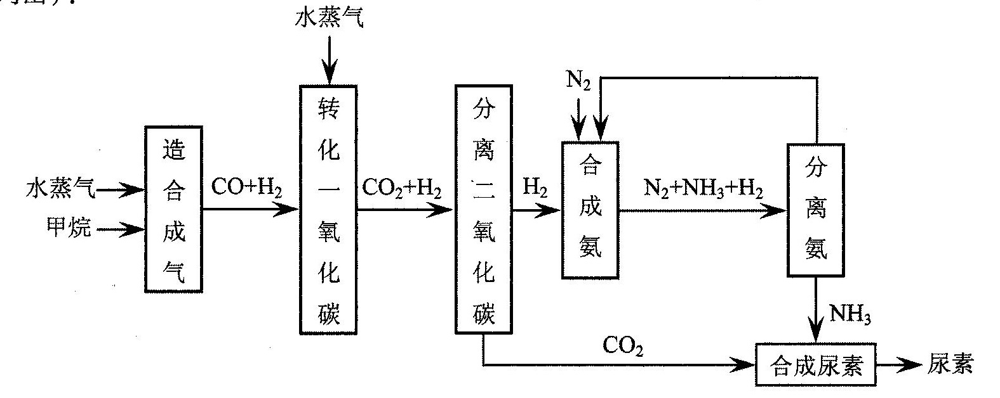 水蒸气
N₂
水蒸气
甲烷
造合成气
CO+H₂
转化一氧化碳
CO₂+H₂
分离二氧化碳
H₂
合成氨
N₂+NH₃+H₂
分离氨
NH₃
CO₂
合成尿素
尿素